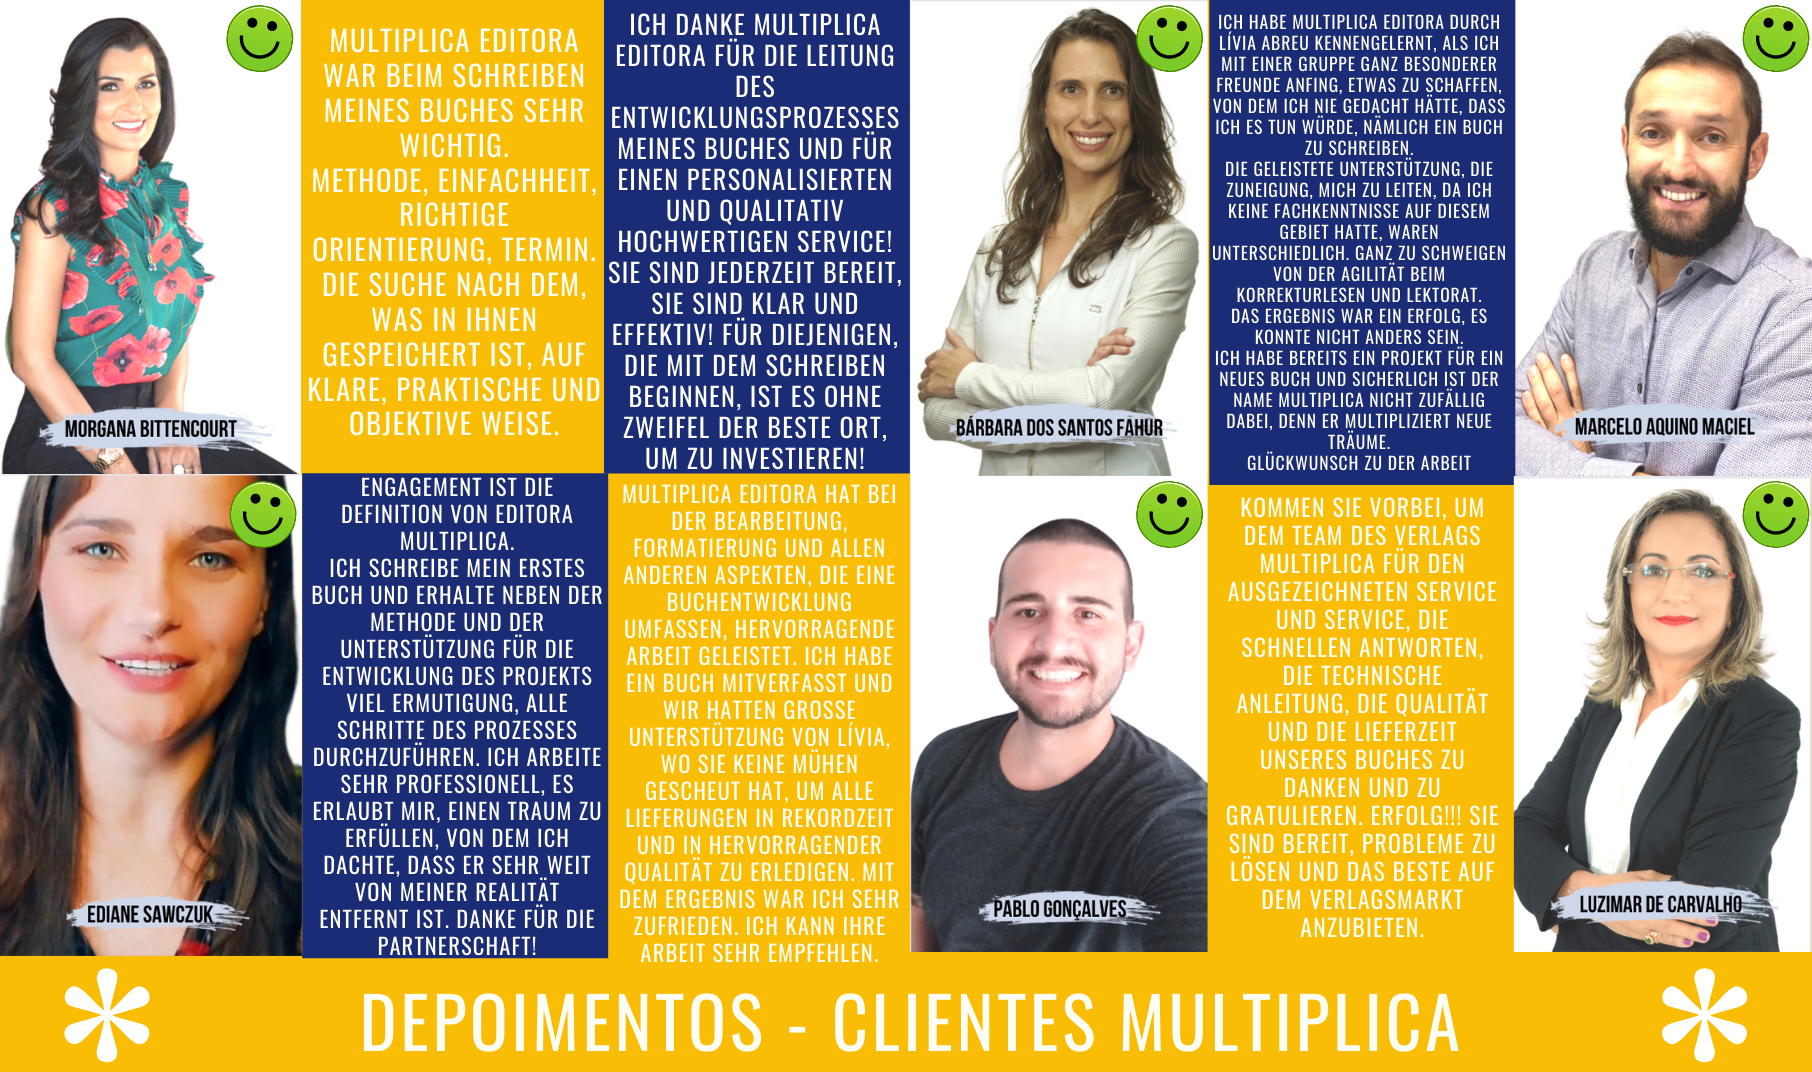 MORGANA BITTENCOURT
MULTIPLICA EDITORA
WAR BEIM SCHREIBEN
MEINES BUCHES SEHR
WICHTIG.
METHODE, EINFACHHEIT,
RICHTIGE
ORIENTIERUNG, TERMIN.
DIE SUCHE NACH DEM,
WAS IN IHNEN
GESPEICHERT IST, AUF
KLARE, PRAKTISCHE UND
OBJEKTIVE WEISE.
ICH DANKE MULTIPLICA
EDITORA FÜR DIE LEITUNG
DES
ENTWICKLUNGSPROZESSES
MEINES BUCHES UND FÜR
EINEN PERSONALISIERTEN
UND QUALITATIV
HOCHWERTIGEN SERVICE!
SIE SIND JEDERZEIT BEREIT,
SIE SIND KLAR UND
EFFEKTIV! FÜR DIEJENIGEN,
DIE MIT DEM SCHREIBEN
BEGINNEN, IST ES OHNE
ZWEIFEL DER BESTE ORT,
UM ZU INVESTIEREN!
BÁRBARA DOS SANTOS FAHUR
ICH HABE MULTIPLICA EDITORA DURCH
LÍVIA ABREU KENNENGELERNT, ALS ICH
MIT EINER GRUPPE GANZ BESONDERER
FREUNDE ANFING, ETWAS ZU SCHAFFEN,
VON DEM ICH NIE GEDACHT HÄTTE, DASS
ICH ES TUN WÜRDE, NÄMLICH EIN BUCH
ZU SCHREIBEN.
DIE GELEISTETE UNTERSTÜTZUNG, DIE
ZUNEIGUNG, MICH ZU LEITEN, DA ICH
KEINE FACHKENNTNISSE AUF DIESEM
GEBIET HATTE, WAREN
UNTERSCHIEDLICH. GANZ ZU SCHWEIGEN
VON DER AGILITÄT BEIM
KORREKTURLESEN UND LEKTORAT.
DAS ERGEBNIS WAR EIN ERFOLG, ES
KONNTE NICHT ANDERS SEIN.
ICH HABE BEREITS EIN PROJEKT FÜR EIN
NEUES BUCH UND SICHERLICH IST DER
NAME MULTIPLICA NICHT ZUFÄLLIG
DABEI, DENN ER MULTIPLIZIERT NEUE
TRÄUME.
GLÜCKWUNSCH ZU DER ARBEIT
MARCELO AQUINO MACIEL
EDIANE SAWCZUK
ENGAGEMENT IST DIE
DEFINITION VON EDITORA
MULTIPLICA.
ICH SCHREIBE MEIN ERSTES
BUCH UND ERHALTE NEBEN DER
METHODE UND DER
UNTERSTÜTZUNG FÜR DIE
ENTWICKLUNG DES PROJEKTS
VIEL ERMUTIGUNG, ALLE
SCHRITTE DES PROZESSES
DURCHZUFÜHREN. ICH ARBEITE
SEHR PROFESSIONELL, ES
ERLAUBT MIR, EINEN TRAUM ZU
ERFÜLLEN, VON DEM ICH
DACHTE, DASS ER SEHR WEIT
VON MEINER REALITÄT
ENTFERNT IST. DANKE FÜR DIE
PARTNERSCHAFT!
MULTIPLICA EDITORA HAT BEI
DER BEARBEITUNG,
FORMATIERUNG UND ALLEN
ANDEREN ASPEKTEN, DIE EINE
BUCHENTWICKLUNG
UMFASSEN, HERVORRAGENDE
ARBEIT GELEISTET. ICH HABE
EIN BUCH MITVERFASST UND
WIR HATTEN GROSSE
UNTERSTÜTZUNG VON LÍVIA,
WO SIE KEINE MÜHEN
GESCHEUT HAT, UM ALLE
LIEFERUNGEN IN REKORDZEIT
UND IN HERVORRAGENDER
QUALITÄT ZU ERLEDIGEN. MIT
DEM ERGEBNIS WAR ICH SEHR
ZUFRIEDEN. ICH KANN IHRE
ARBEIT SEHR EMPFEHLEN.
PABLO GONÇALVES
KOMMEN SIE VORBEI, UM
DEM TEAM DES VERLAGS
MULTIPLICA FÜR DEN
AUSGEZEICHNETEN SERVICE
UND SERVICE, DIE
SCHNELLEN ANTWORTEN,
DIE TECHNISCHE
ANLEITUNG, DIE QUALITÄT
UND DIE LIEFERZEIT
UNSERES BUCHES ZU
DANKEN UND ZU
GRATULIEREN. ERFOLG!!! SIE
SIND BEREIT, PROBLEME ZU
LÖSEN UND DAS BESTE AUF
DEM VERLAGSMARKT
ANZUBIETEN.
LUZIMAR DE CARVALHO
DEPOIMENTOS - CLIENTES MULTIPLICA